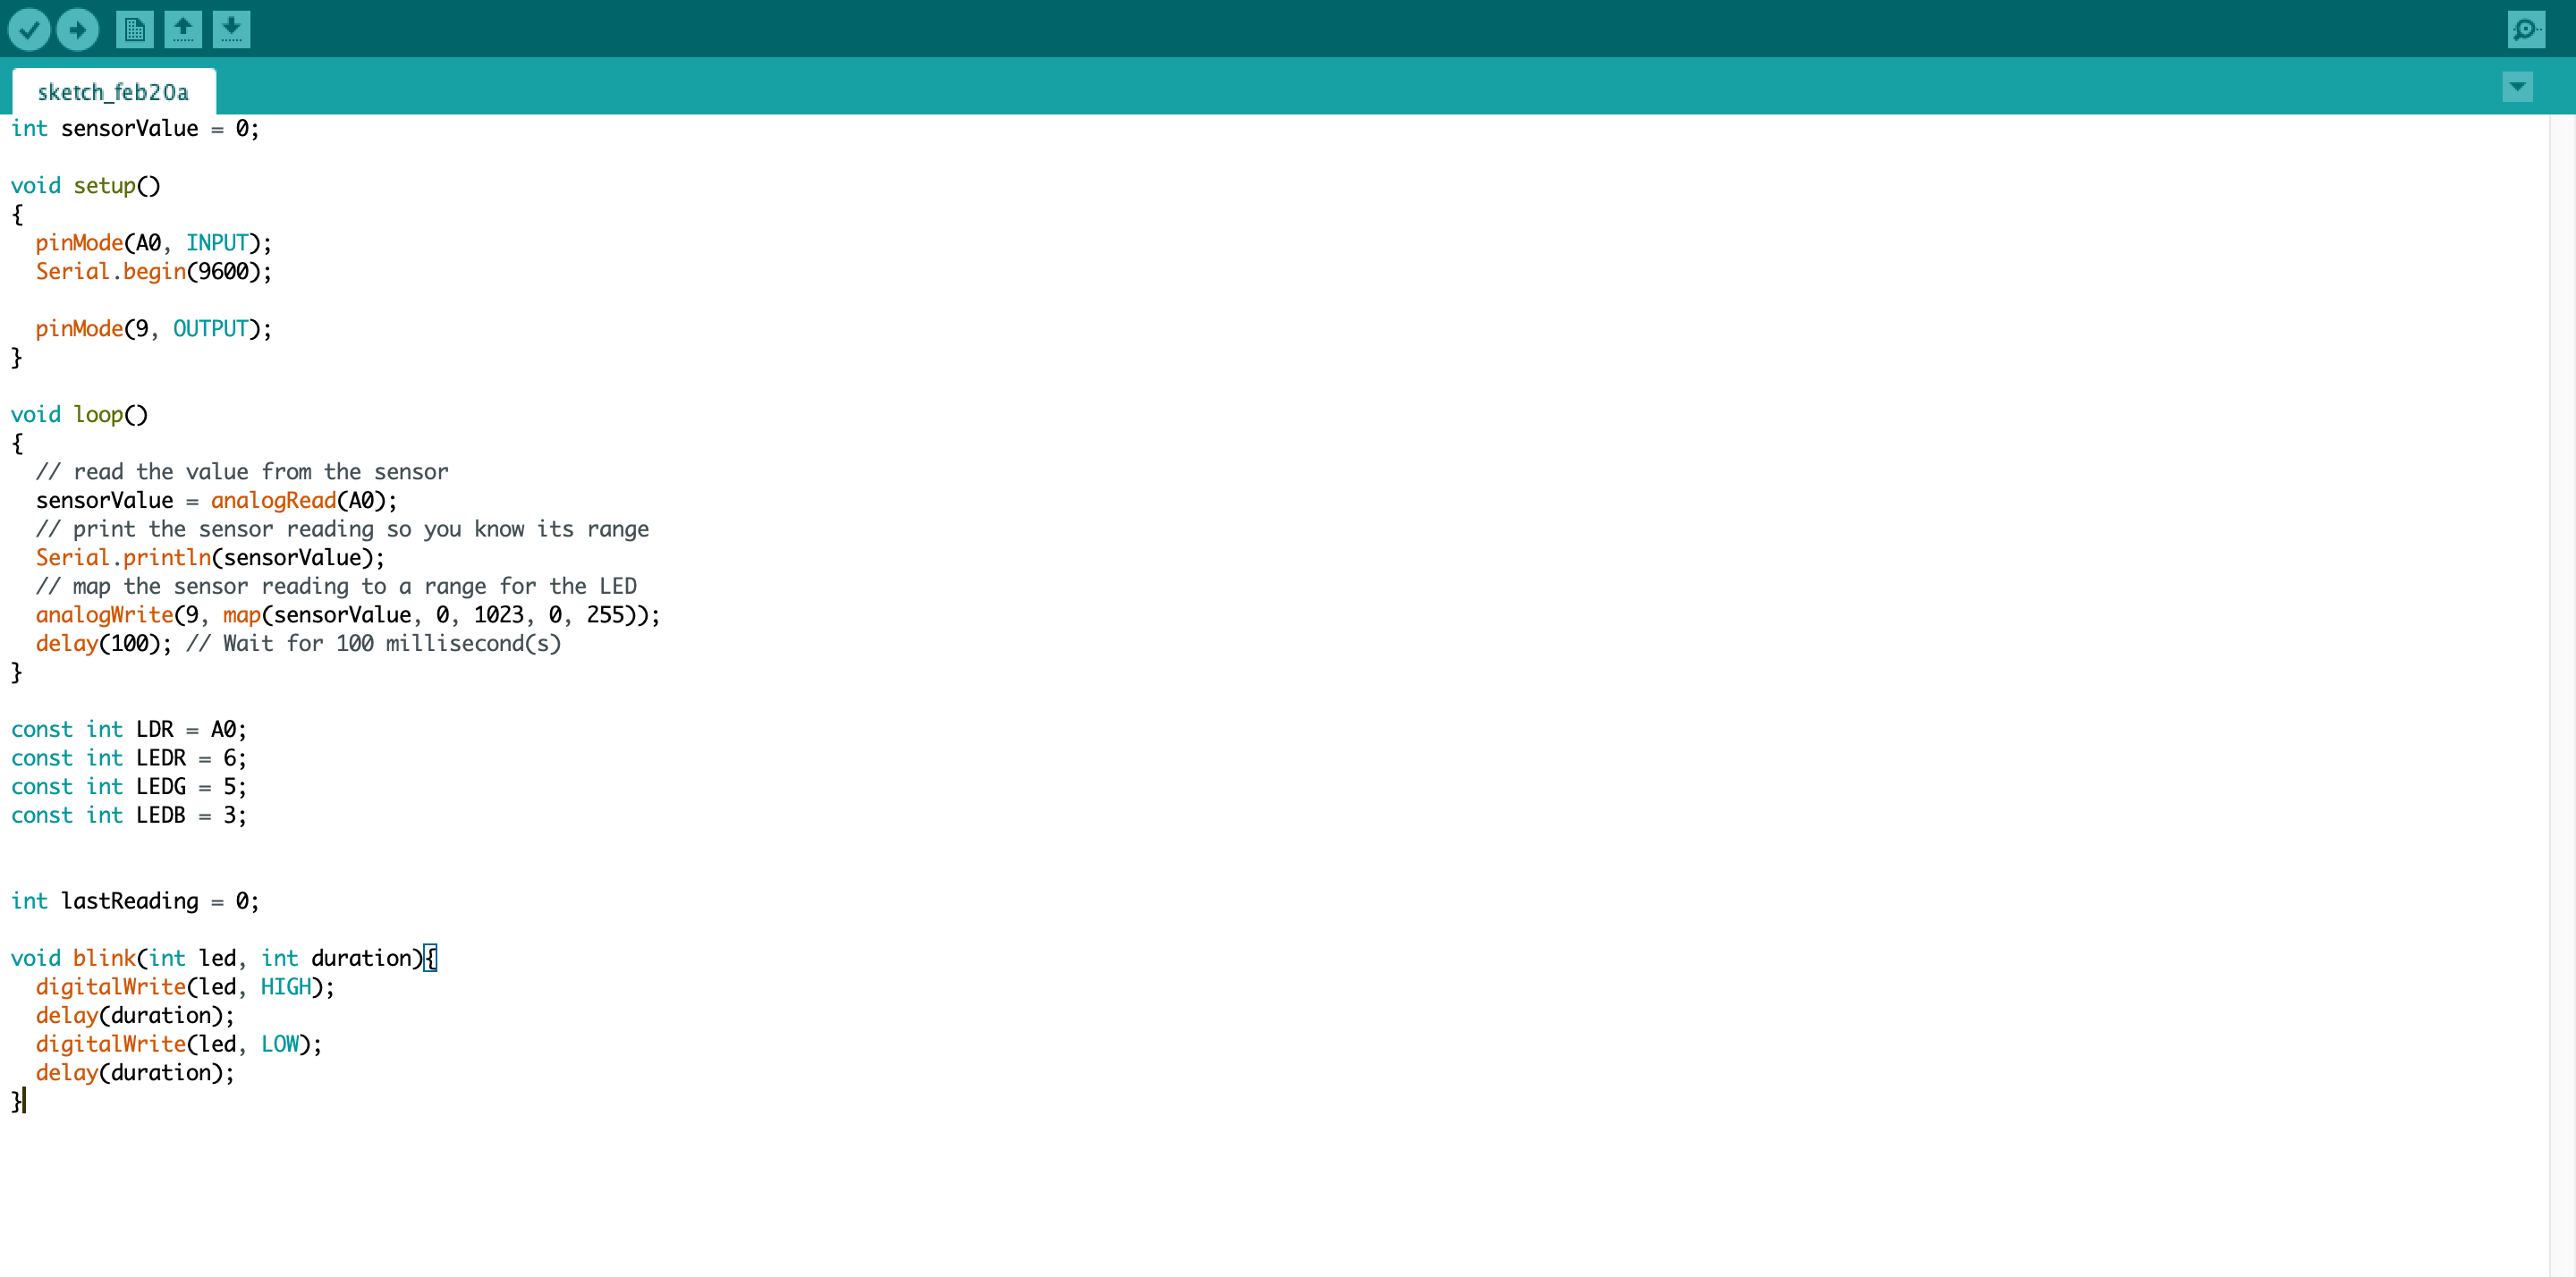 sketch_feb20a
int sensorValue = 0;
void setup()
{
pinMode(A0, INPUT);
Serial.begin(9600);
pinMode(9, OUTPUT);
}
void loop()
{
// read the value from the sensor
sensorValue = analogRead(A0);
// print the sensor reading so you know its range
Serial.println(sensorValue);
// map the sensor reading to a range for the LED
analogWrite(9, map(sensorValue, 0, 1023, 0, 255));
delay(100); // Wait for 100 millisecond(s)
}
const int LDR = A0;
const int LEDR = 6;
const int LEDG = 5;
const int LEDB = 3;
int lastReading = 0;
void blink(int led, int duration){
digitalWrite(led, HIGH);
delay(duration);
digitalWrite(led, LOW);
delay(duration);
}